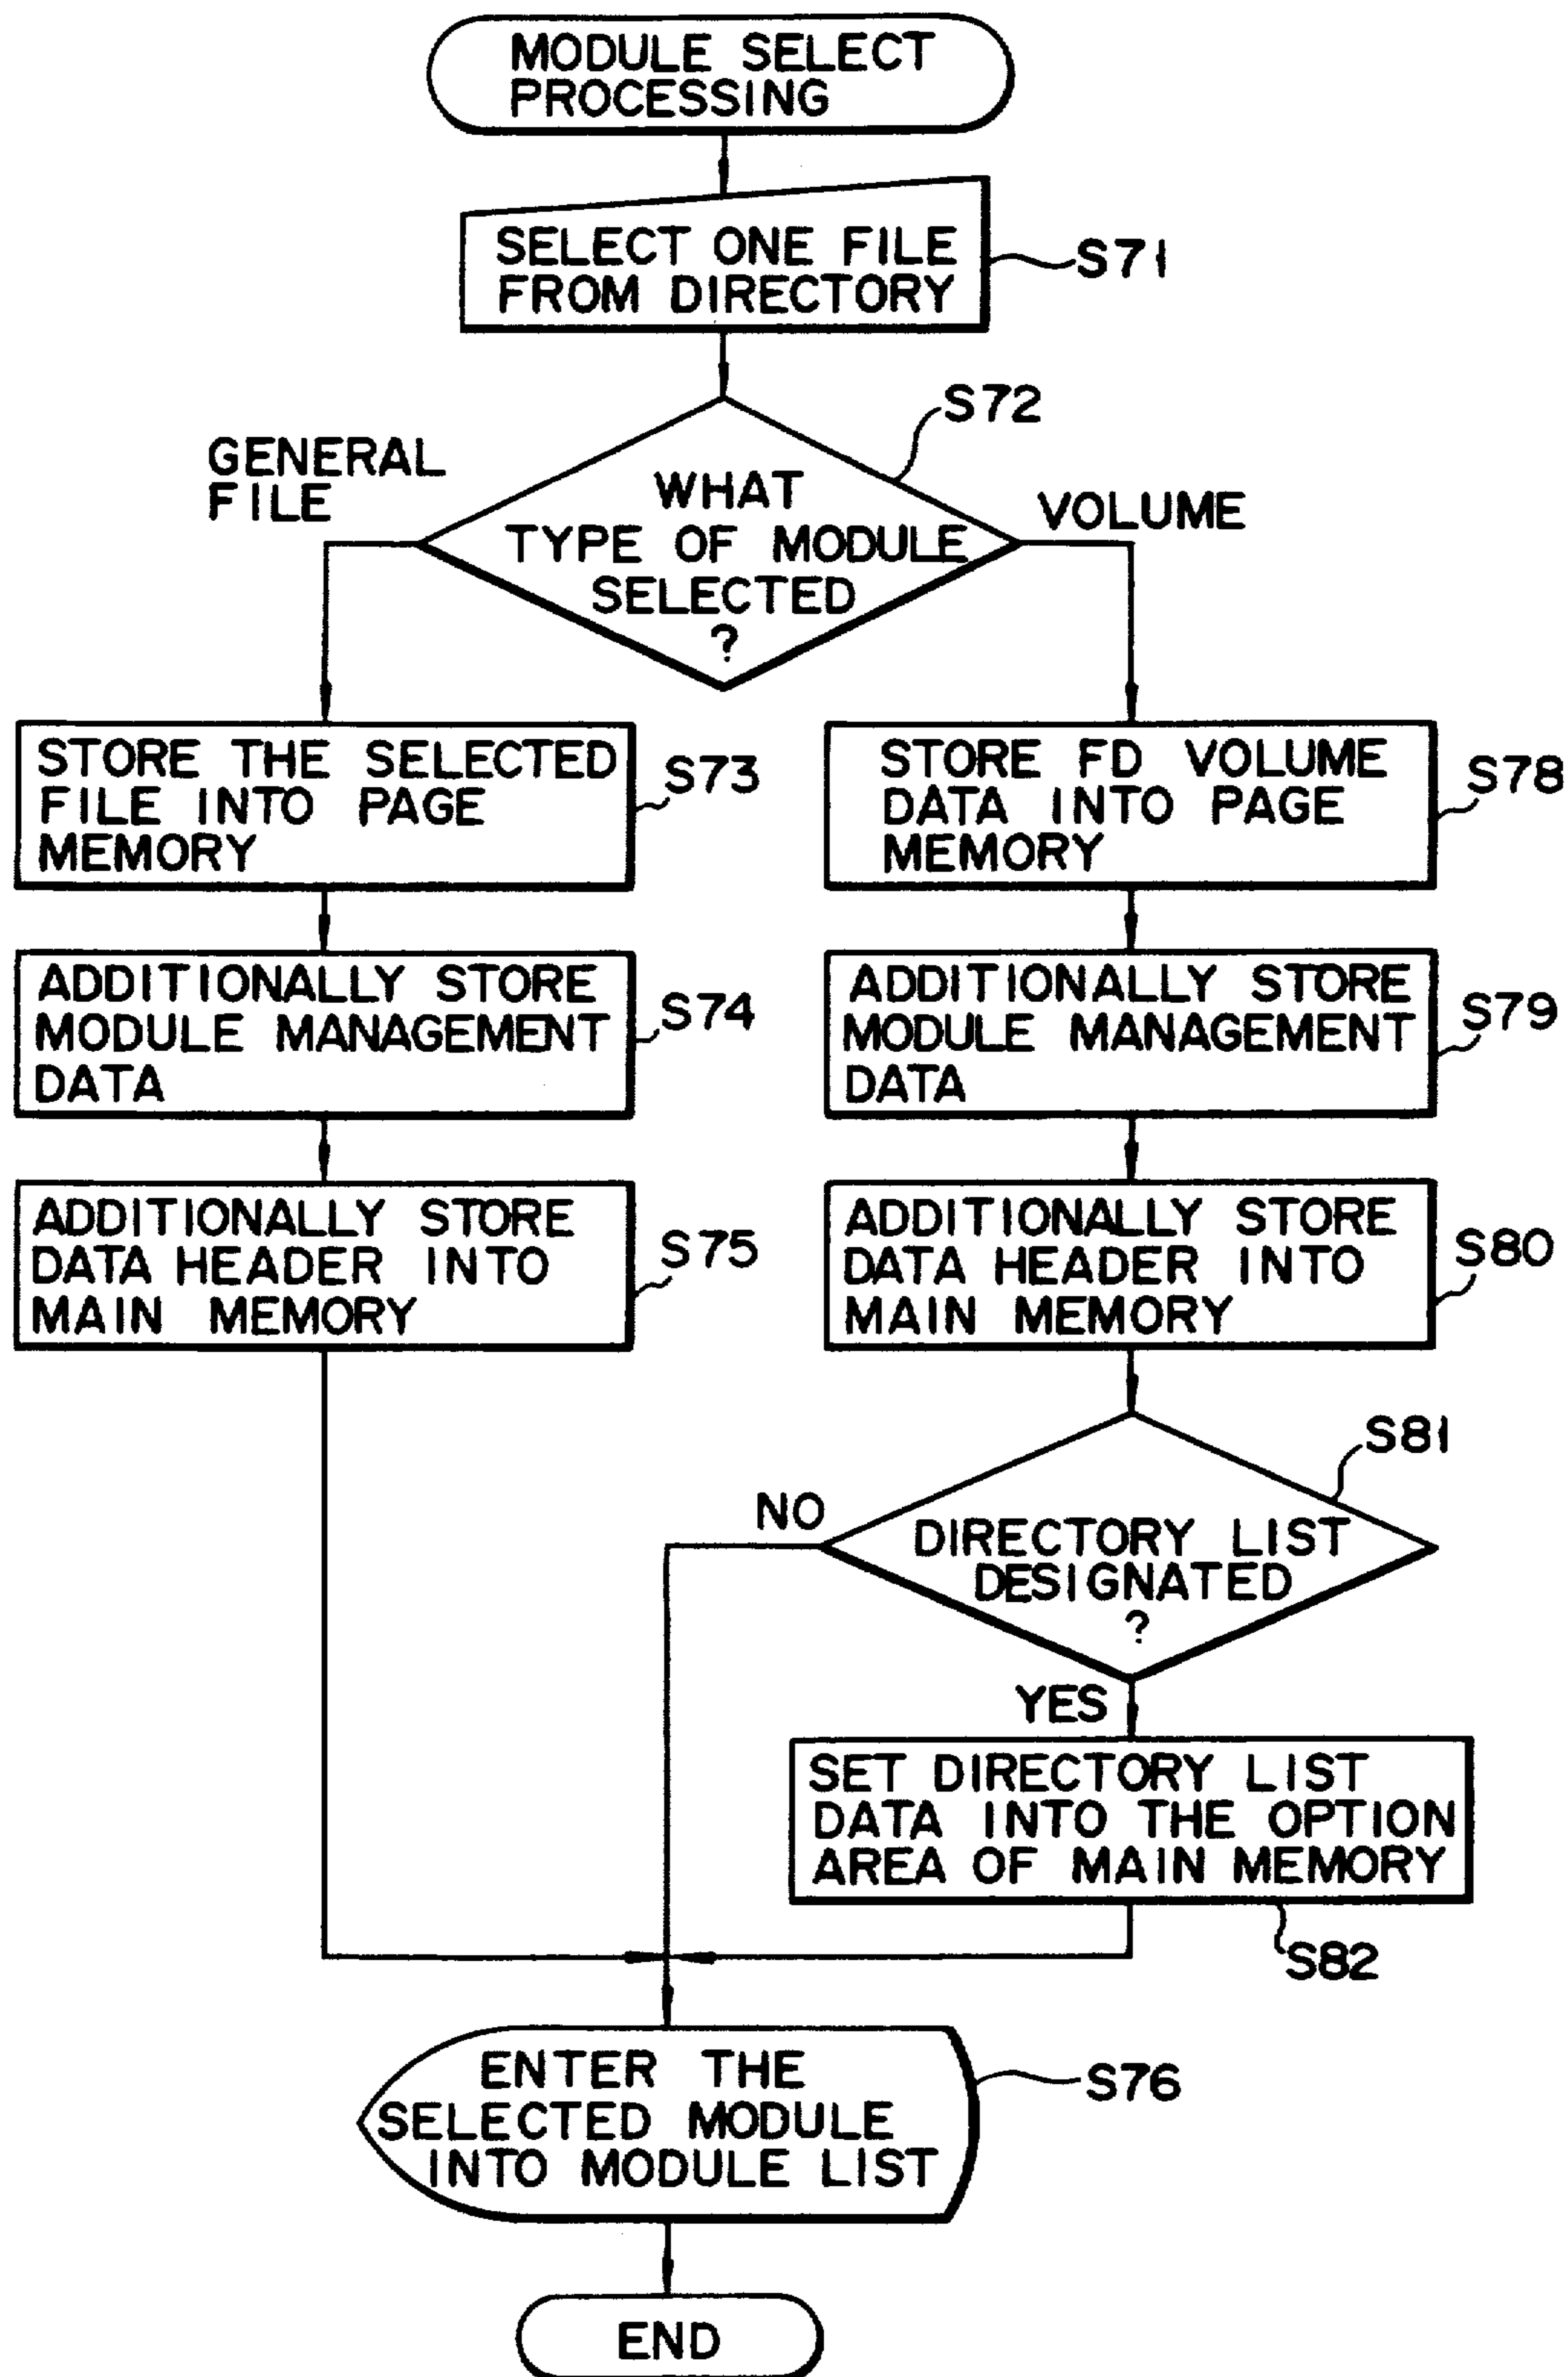 MODULE SELECT
PROCESSING
SELECT ONE FILE
FROM DIRECTORY
S71
S72
GENERAL
FILE
WHAT
TYPE OF MODULE
SELECTED
?
VOLUME
STORE THE SELECTED
FILE INTO PAGE
MEMORY
S73
STORE FD VOLUME
DATA INTO PAGE
MEMORY
S78
ADDITIONALLY STORE
MODULE MANAGEMENT
DATA
S74
ADDITIONALLY STORE
MODULE MANAGEMENT
DATA
S79
ADDITIONALLY STORE
DATA HEADER INTO
MAIN MEMORY
S75
ADDITIONALLY STORE
DATA HEADER INTO
MAIN MEMORY
S80
S81
NO
DIRECTORY LIST
DESIGNATED
?
YES
SET DIRECTORY LIST
DATA INTO THE OPTION
AREA OF MAIN MEMORY
S82
ENTER THE
SELECTED MODULE
INTO MODULE LIST
S76
END